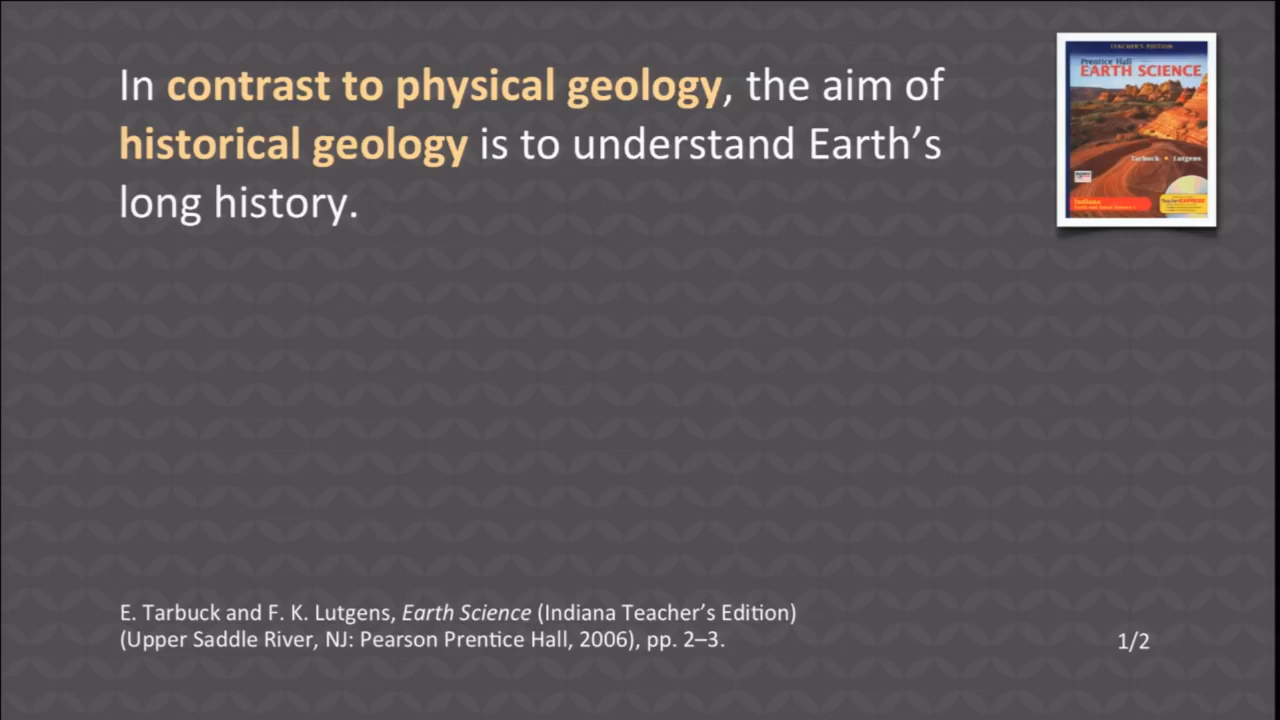 In contrast to physical geology, the aim of
historical geology is to understand Earth’s
long history.
TEACHER'S EDITION
Prentice Hall
EARTH SCIENCE
Tarbuck • Lutgens
Indiana
TeacherEXPRESS
E. Tarbuck and F. K. Lutgens, Earth Science (Indiana Teacher’s Edition)
(Upper Saddle River, NJ: Pearson Prentice Hall, 2006), pp. 2–3.
1/2